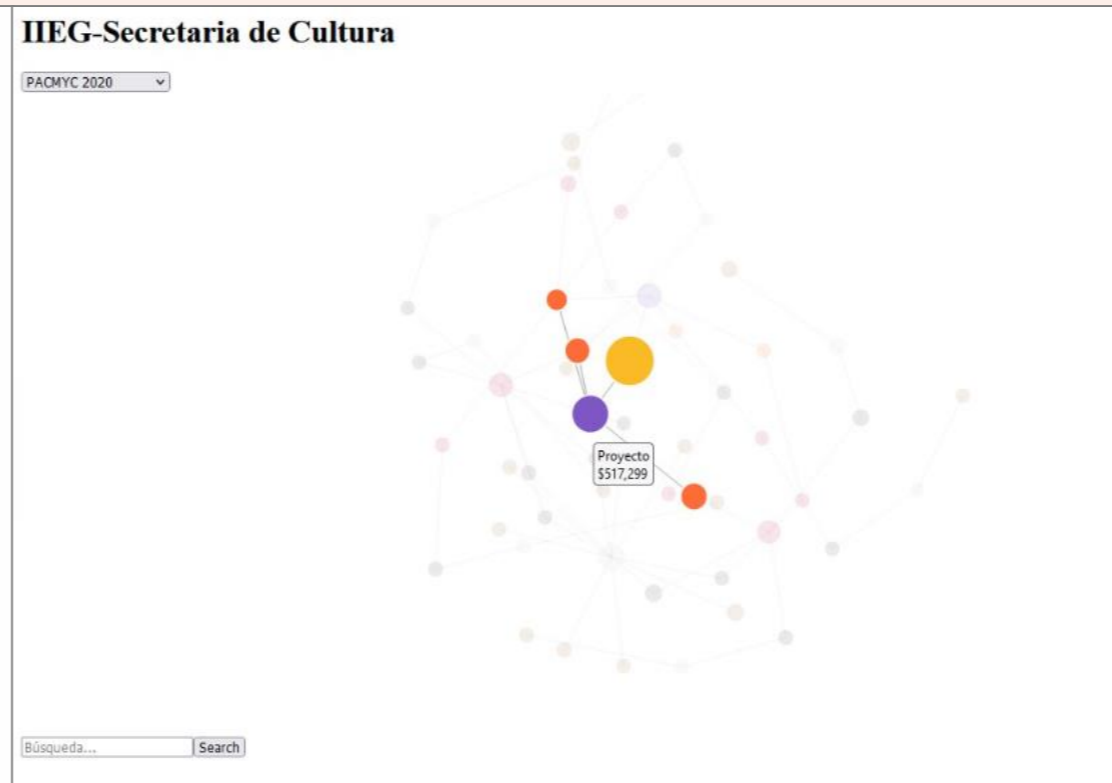 IIEG-Secretaria de Cultura
PACMYC 2020
Proyecto
$517,299
Búsqueda...
Search